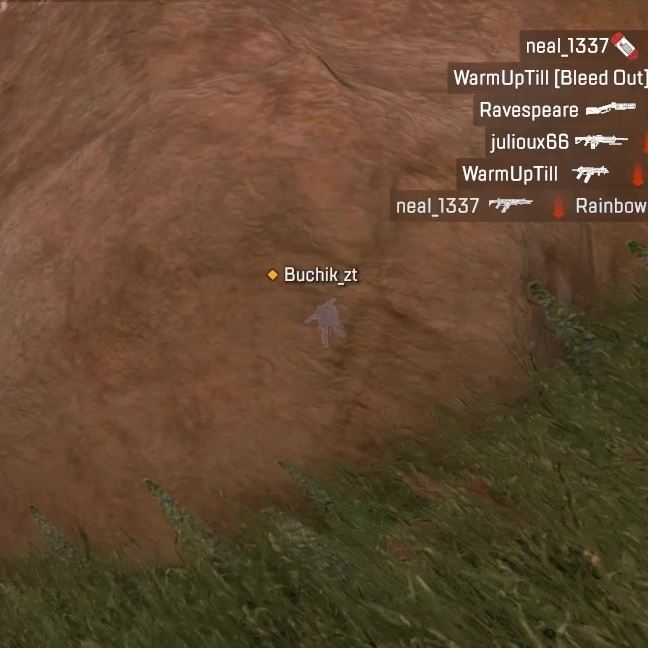 neal_1337
WarmUpTill [Bleed Out]
Ravespeare
julioux66
WarmUpTill
neal_1337 Rainbow
Buchik_zt